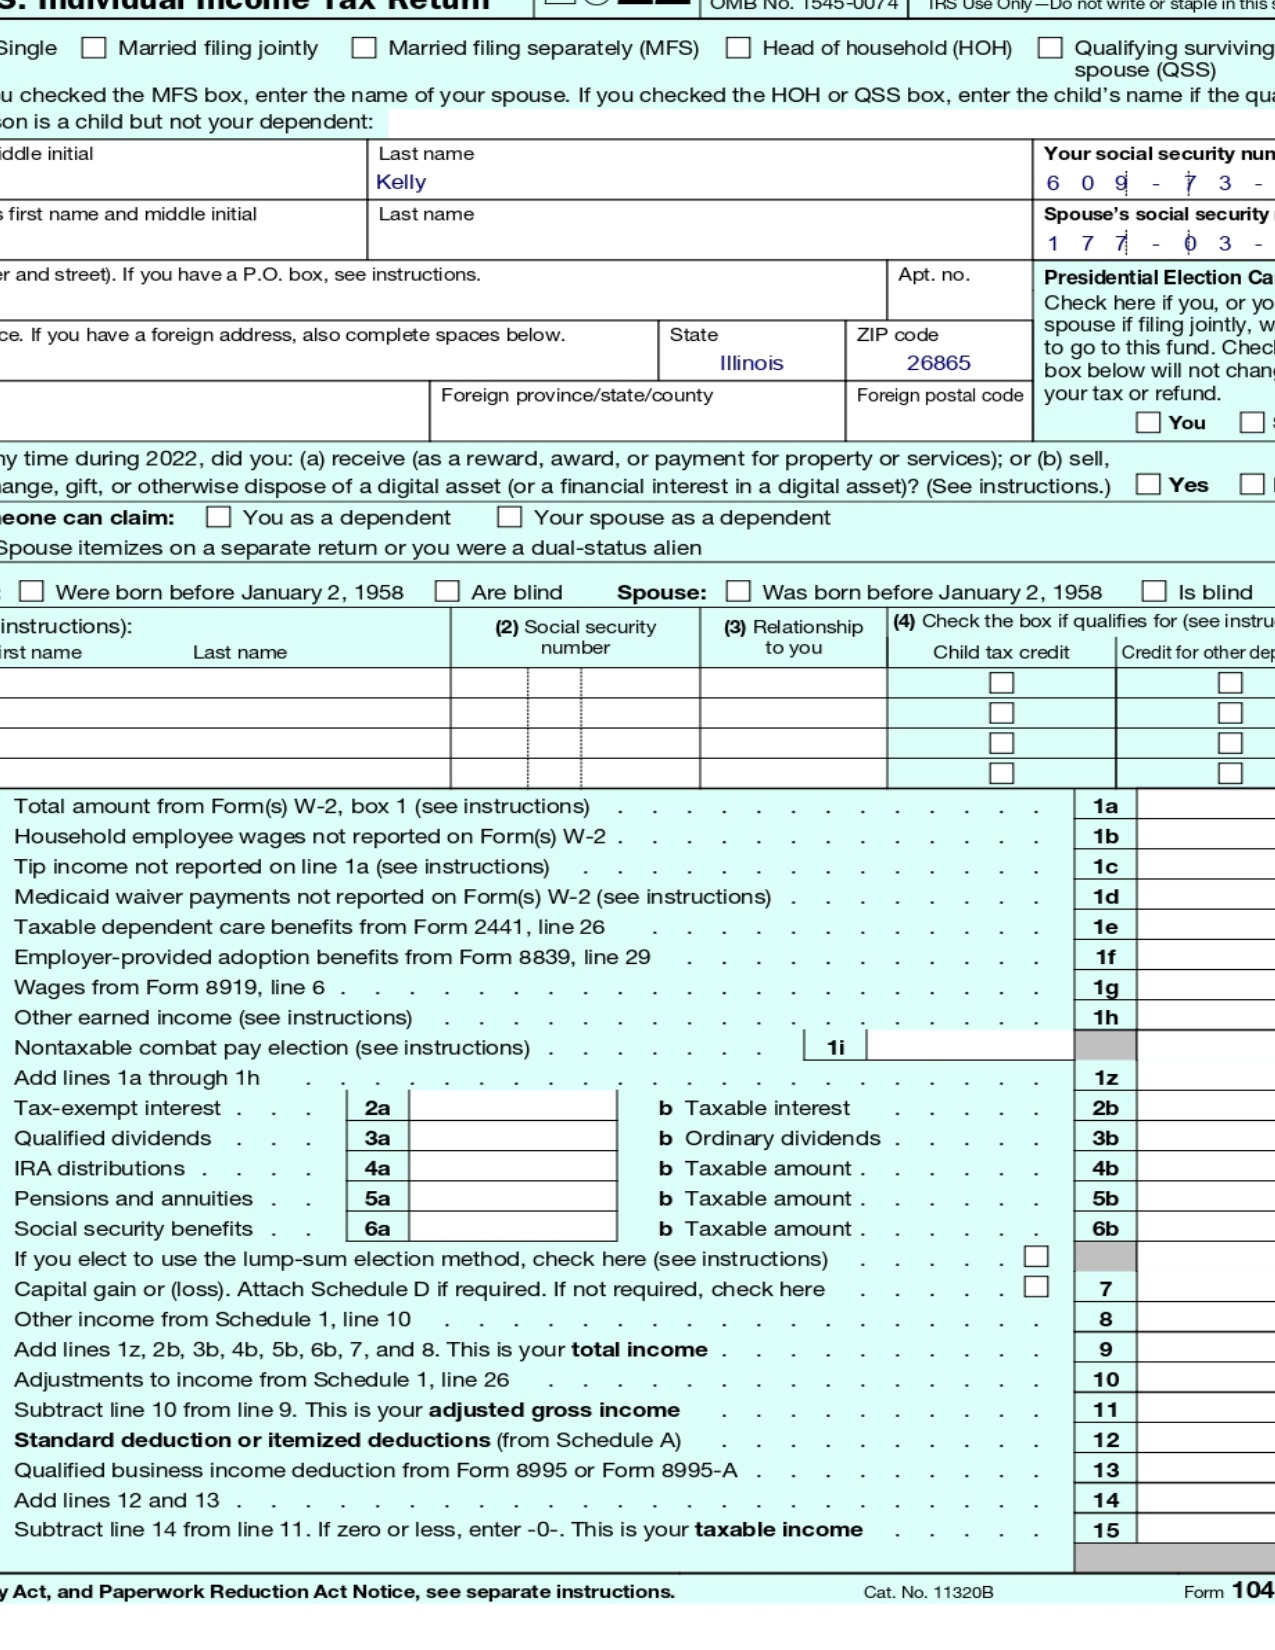 S. Individual Income Tax Return OMB No. 1545-0074 IRS Use Only—Do not write or staple in this
Single Married filing jointly Married filing separately (MFS) Head of household (HOH) Qualifying surviving
spouse (QSS)
u checked the MFS box, enter the name of your spouse. If you checked the HOH or QSS box, enter the child's name if the qua
son is a child but not your dependent:
iddle initial Last name Your social security num
Kelly 6 0 9 - 7 3 -
s first name and middle initial Last name Spouse's social security
1 7 7 - 0 3 -
er and street). If you have a P.O. box, see instructions. Apt. no. Presidential Election Ca
Check here if you, or yo
spouse if filing jointly, w
to go to this fund. Chec
box below will not chang
your tax or refund.
You
ce. If you have a foreign address, also complete spaces below. State ZIP code
Illinois 26865
Foreign province/state/county Foreign postal code
ny time during 2022, did you: (a) receive (as a reward, award, or payment for property or services); or (b) sell,
ange, gift, or otherwise dispose of a digital asset (or a financial interest in a digital asset)? (See instructions.) Yes
eone can claim: You as a dependent Your spouse as a dependent
Spouse itemizes on a separate return or you were a dual-status alien
: Were born before January 2, 1958 Are blind Spouse: Was born before January 2, 1958 Is blind
instructions): (2) Social security (3) Relationship (4) Check the box if qualifies for (see instru
irst name Last name number to you Child tax credit Credit for other dep
Total amount from Form(s) W-2, box 1 (see instructions) . . . . . . . . . . . . . 1a
Household employee wages not reported on Form(s) W-2 . . . . . . . . . . . . . 1b
Tip income not reported on line 1a (see instructions) . . . . . . . . . . . . . . 1c
Medicaid waiver payments not reported on Form(s) W-2 (see instructions) . . . . . . . . 1d
Taxable dependent care benefits from Form 2441, line 26 . . . . . . . . . . . . 1e
Employer-provided adoption benefits from Form 8839, line 29 . . . . . . . . . . . 1f
Wages from Form 8919, line 6 . . . . . . . . . . . . . . . . . . . . . 1g
Other earned income (see instructions) . . . . . . . . . . . . . . . . . . 1h
Nontaxable combat pay election (see instructions) . . . . . . . 1i
Add lines 1a through 1h . . . . . . . . . . . . . . . . . . . . . . 1z
Tax-exempt interest . . . 2a b Taxable interest . . . . . 2b
Qualified dividends . . . 3a b Ordinary dividends . . . . . 3b
IRA distributions . . . . 4a b Taxable amount . . . . . . 4b
Pensions and annuities . . 5a b Taxable amount . . . . . . 5b
Social security benefits . . 6a b Taxable amount . . . . . . 6b
If you elect to use the lump-sum election method, check here (see instructions) . . . . .
Capital gain or (loss). Attach Schedule D if required. If not required, check here . . . . . 7
Other income from Schedule 1, line 10 . . . . . . . . . . . . . . . . . . 8
Add lines 1z, 2b, 3b, 4b, 5b, 6b, 7, and 8. This is your total income . . . . . . . . . . 9
Adjustments to income from Schedule 1, line 26 . . . . . . . . . . . . . . . 10
Subtract line 10 from line 9. This is your adjusted gross income . . . . . . . . . . 11
Standard deduction or itemized deductions (from Schedule A) . . . . . . . . . . 12
Qualified business income deduction from Form 8995 or Form 8995-A . . . . . . . . . 13
Add lines 12 and 13 . . . . . . . . . . . . . . . . . . . . . . . . 14
Subtract line 14 from line 11. If zero or less, enter -0-. This is your taxable income . . . . . 15
y Act, and Paperwork Reduction Act Notice, see separate instructions. Cat. No. 11320B Form 104